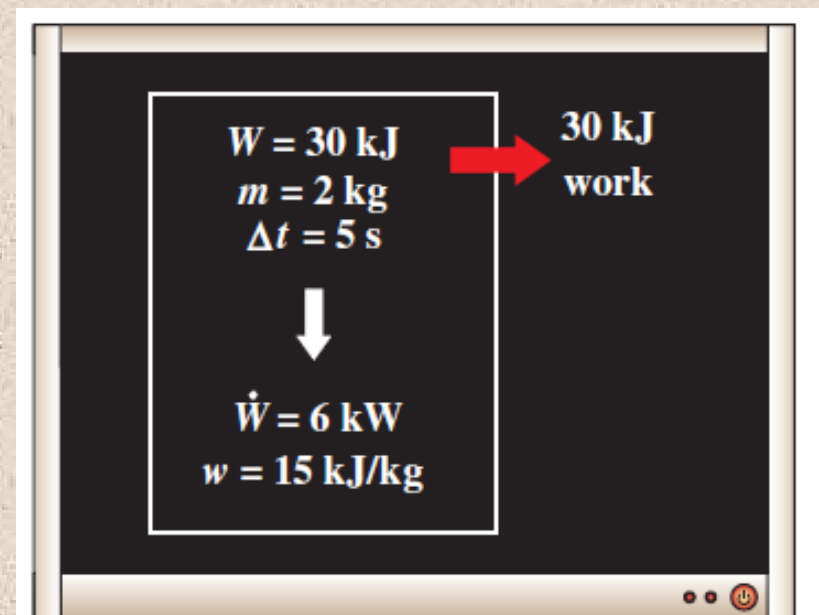 W = 30 kJ
m = 2 kg
Δt = 5 s
Ẇ = 6 kW
w = 15 kJ/kg
30 kJ
work